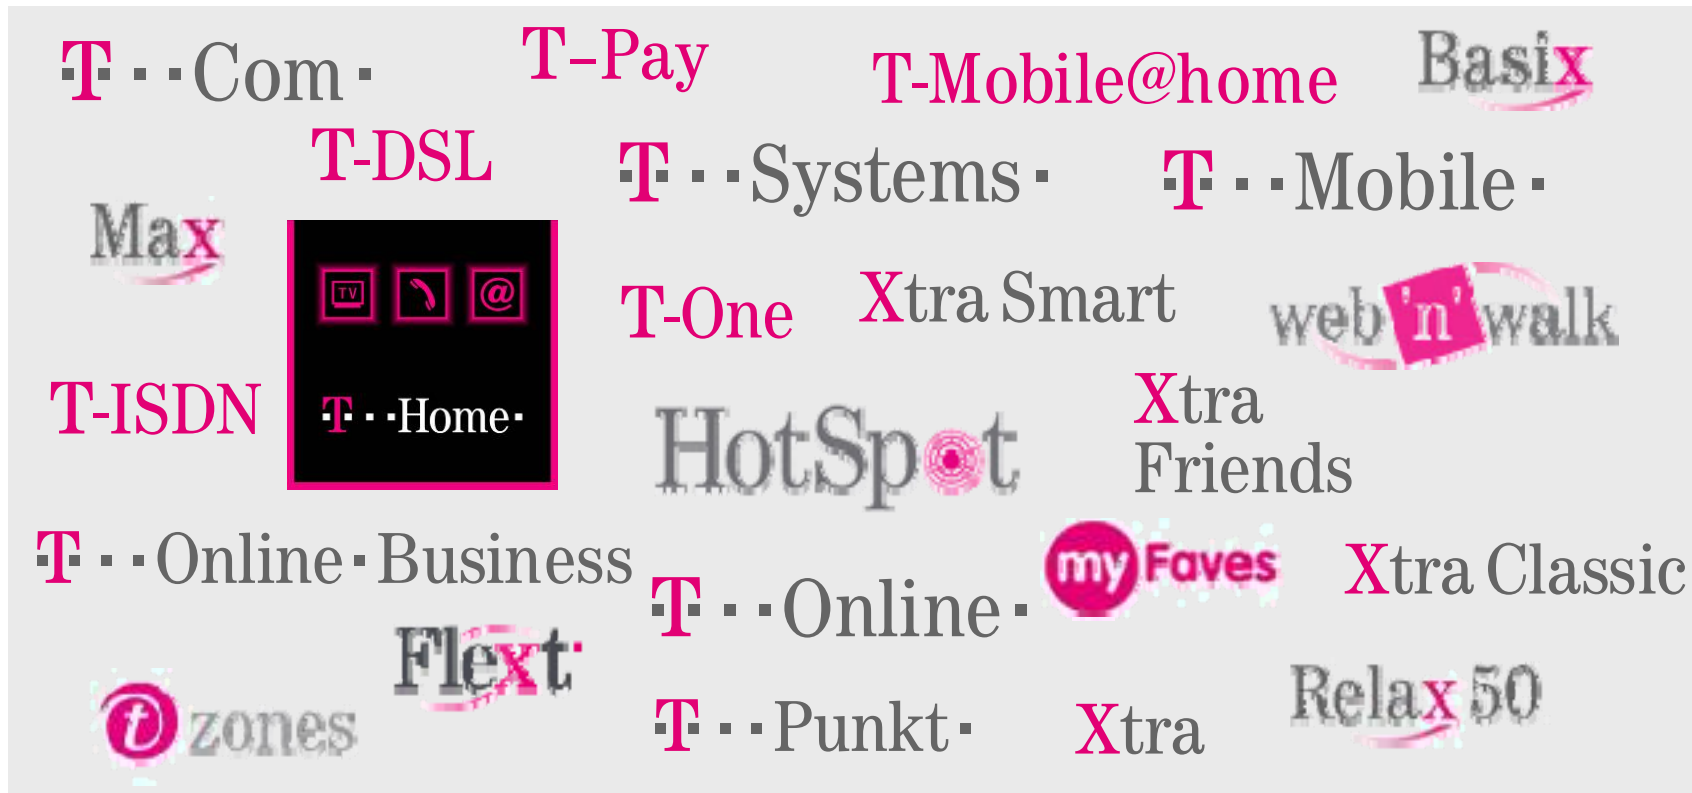 T··Com·
T-Pay
T-Mobile@home
Basix
T-DSL
T··Systems·
T··Mobile·
Max
TV
@
T··Home·
T-One
Xtra Smart
web'n'walk
T-ISDN
HotSpot
Xtra
Friends
T··Online·Business
T··Online·
myFaves
Xtra Classic
Flext·
t zones
T··Punkt·
Xtra
Relax 50